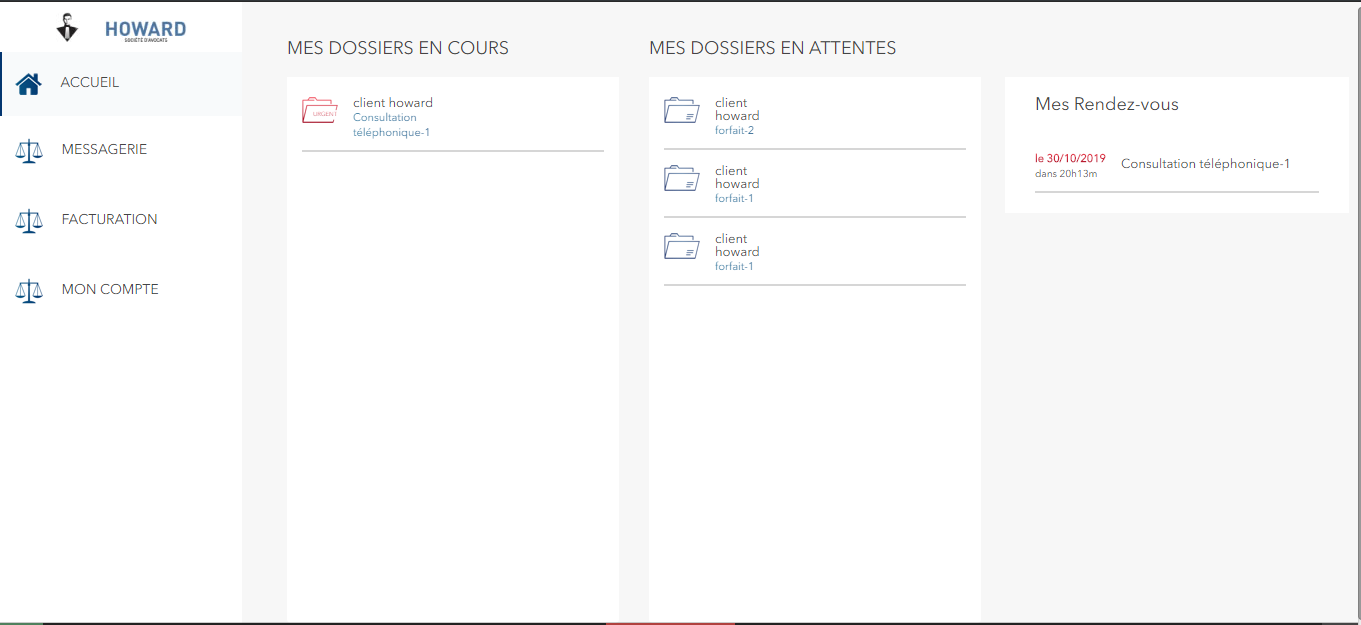 HOWARD
SOCIÉTÉ D'AVOCATS
ACCUEIL
MESSAGERIE
FACTURATION
MON COMPTE
MES DOSSIERS EN COURS
URGENT
client howard
Consultation
téléphonique-1
MES DOSSIERS EN ATTENTES
client
howard
forfait-2
client
howard
forfait-1
client
howard
forfait-1
Mes Rendez-vous
le 30/10/2019
dans 20h13m
Consultation téléphonique-1